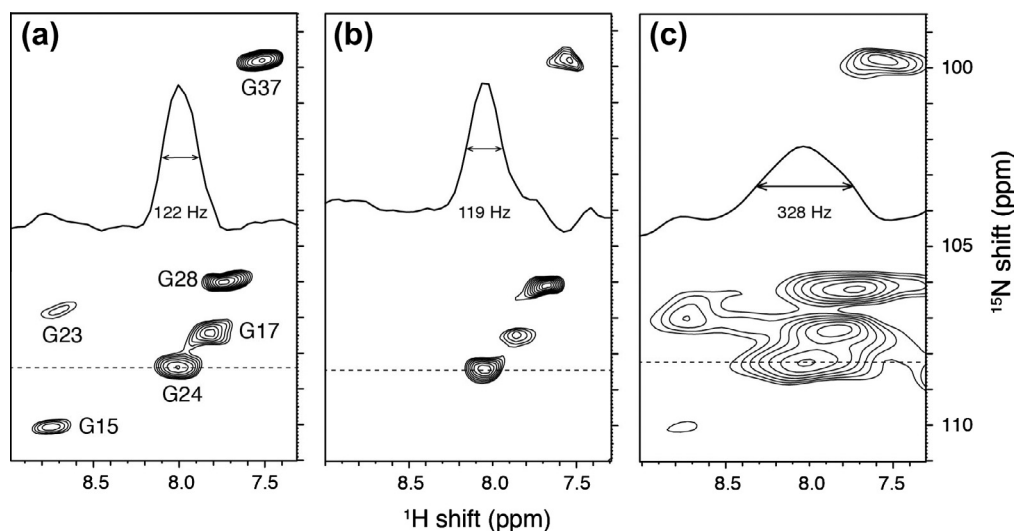 (a)
(b)
(c)
G37
100
122 Hz
119 Hz
328 Hz
G28
G23
G17
G24
G15
105
110
15N shift (ppm)
8.5 8.0 7.5
8.5 8.0 7.5
8.5 8.0 7.5
1H shift (ppm)